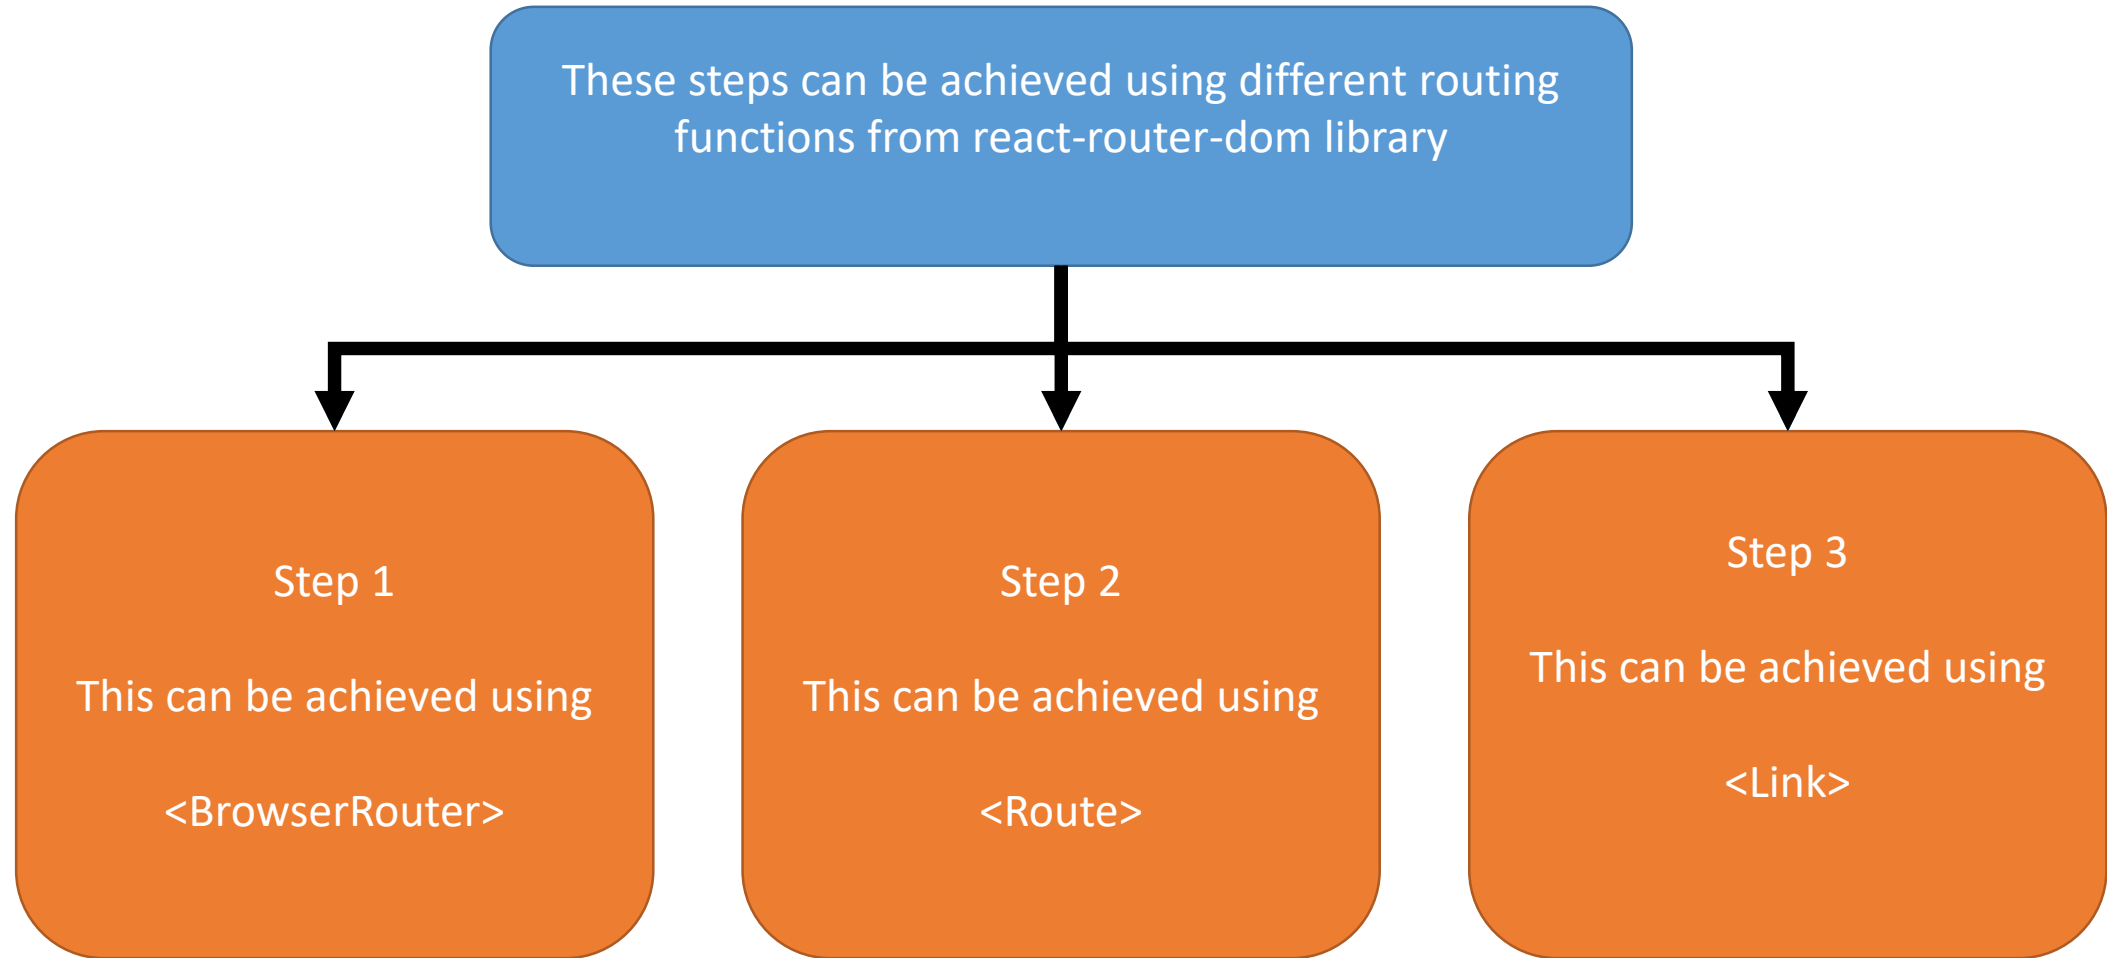 These steps can be achieved using different routing
functions from react-router-dom library
Step 1
This can be achieved using
<BrowserRouter>
Step 2
This can be achieved using
<Route>
Step 3
This can be achieved using
<Link>